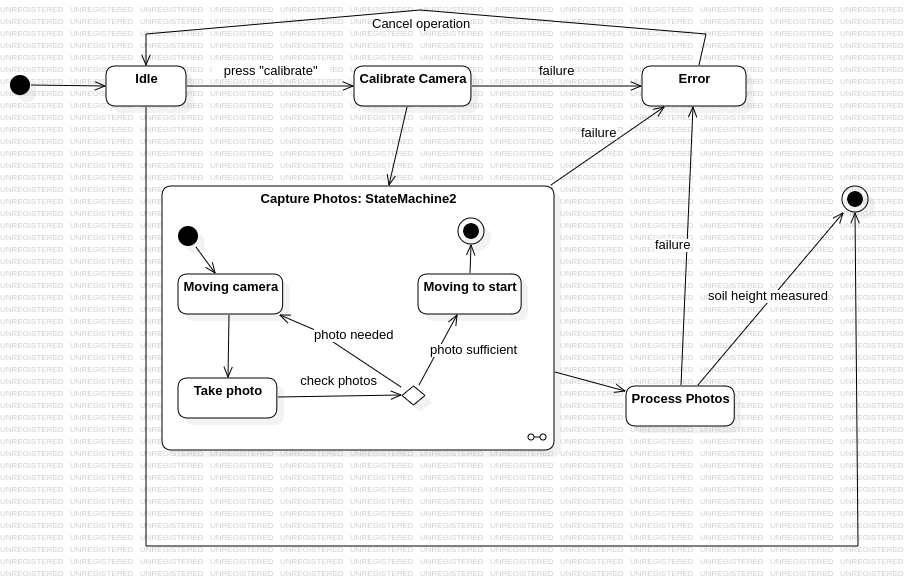 Cancel operation
Idle
press "calibrate"
Calibrate Camera
failure
Error
failure
Capture Photos: StateMachine2
failure
Moving camera
Moving to start
soil height measured
photo needed
photo sufficient
check photos
Take photo
Process Photos
UNREGISTERED